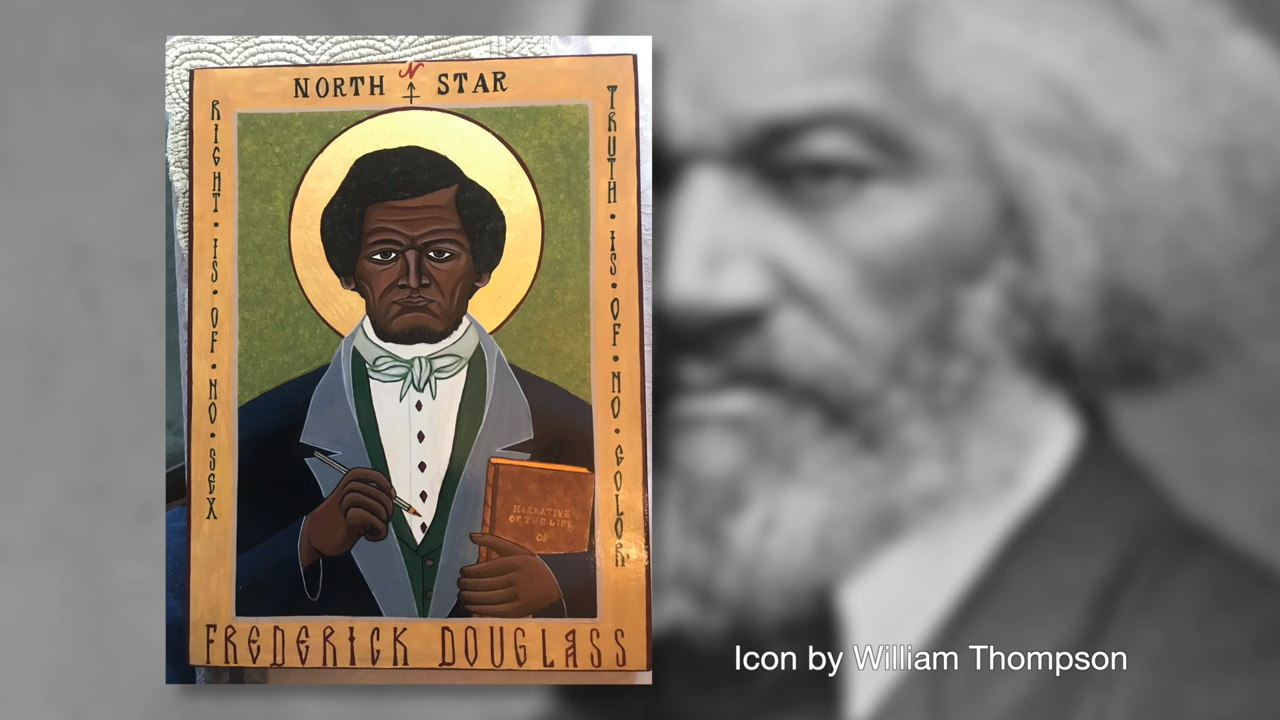 N
NORTH STAR
RIGHT · IS · OF · NO · SEX
TRUTH · IS · OF · NO · COLOR
NARRATIVE
OF THE LIFE
OF
FREDERICK DOUGLASS
Icon by William Thompson